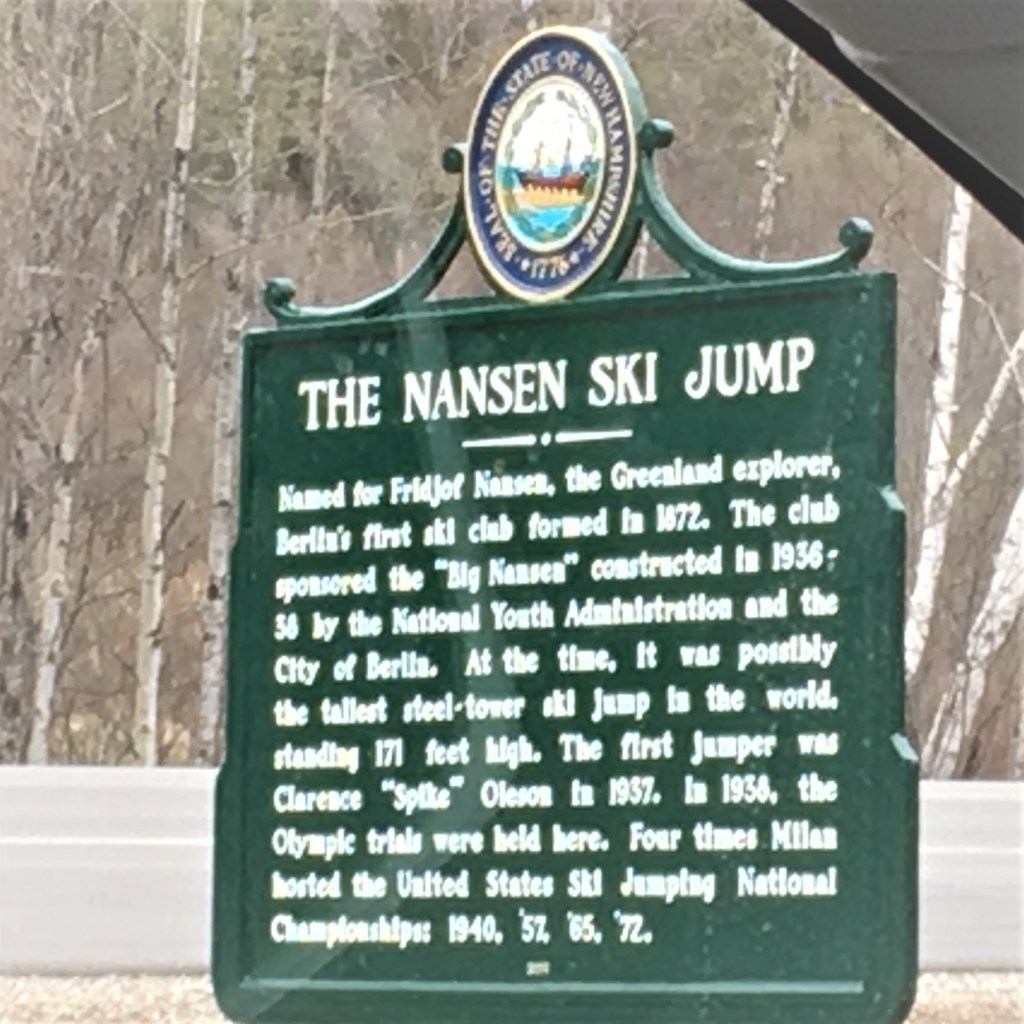 SEAL · OF · THE · STATE · OF · NEW HAMPSHIRE
· 1776 ·
THE NANSEN SKI JUMP
Named for Fridjof Nansen, the Greenland explorer,
Berlin's first ski club formed in 1872. The club
sponsored the "Big Nansen" constructed in 1936-
38 by the National Youth Administration and the
City of Berlin. At the time, it was possibly
the tallest steel-tower ski jump in the world,
standing 171 feet high. The first jumper was
Clarence "Spike" Oleson in 1937. In 1938, the
Olympic trials were held here. Four times Milan
hosted the United States Ski Jumping National
Championships: 1940, '57, '65, '72.